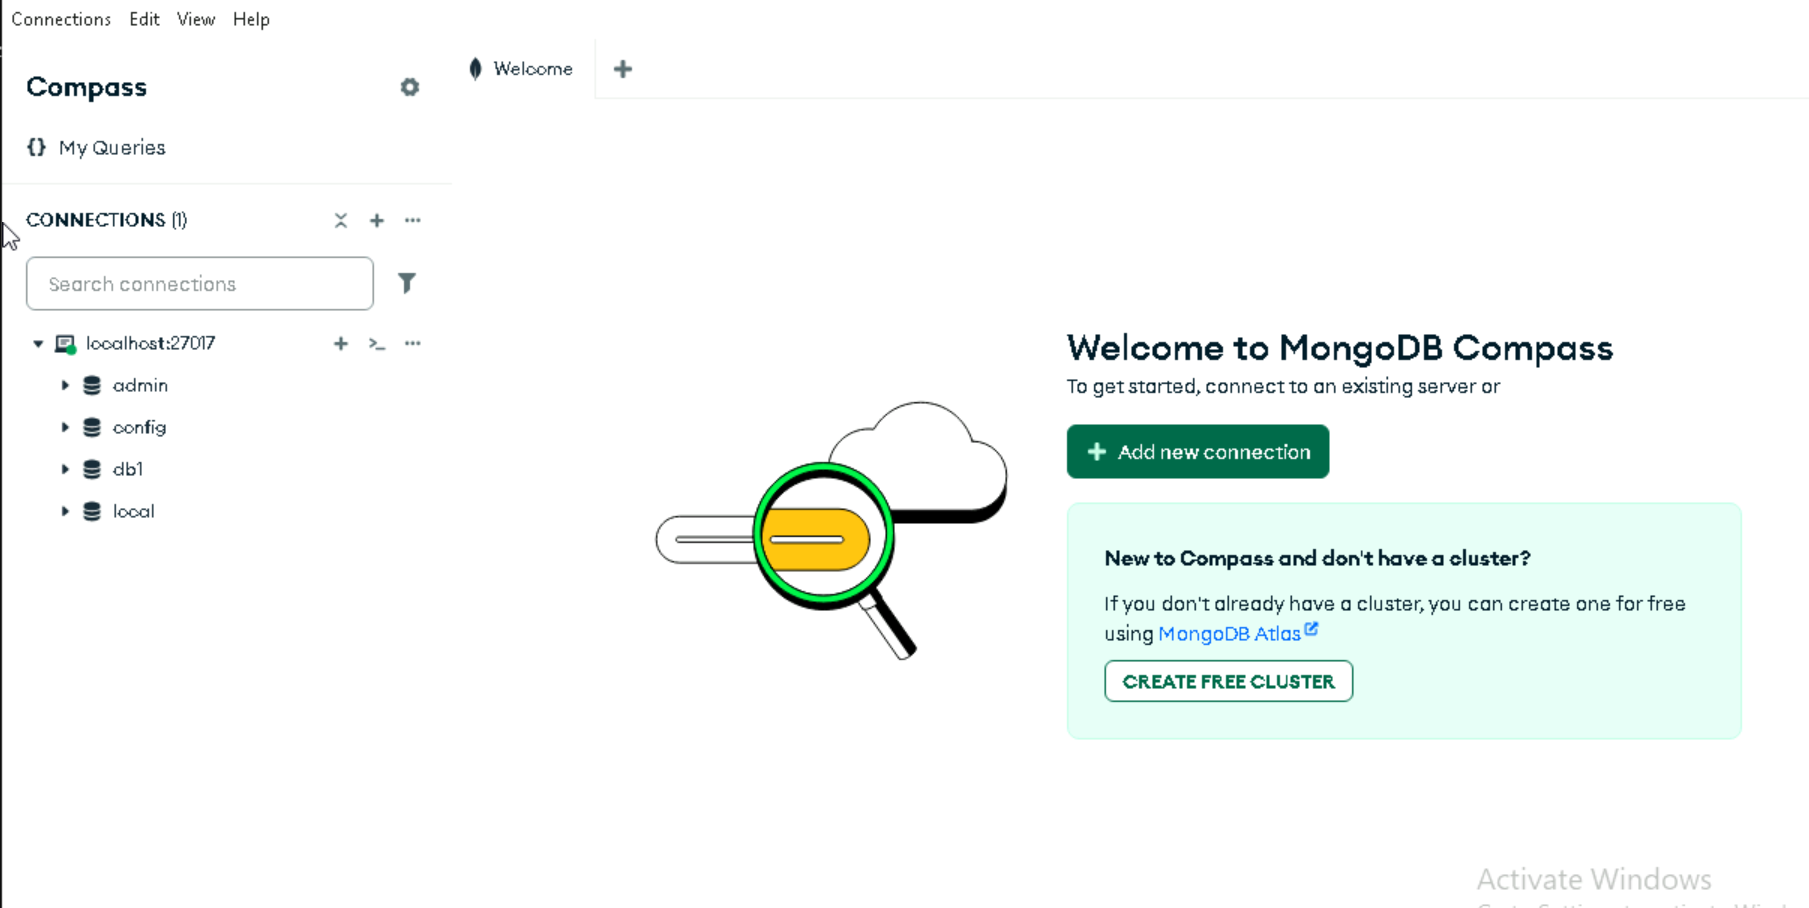 Connections Edit View Help
Compass
Welcome
{} My Queries
CONNECTIONS (1)
Search connections
localhost:27017
admin
config
db1
local
Welcome to MongoDB Compass
To get started, connect to an existing server or
Add new connection
New to Compass and don't have a cluster?
If you don't already have a cluster, you can create one for free
using MongoDB Atlas
CREATE FREE CLUSTER
Activate Windows